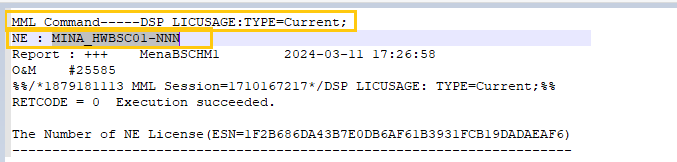 MML Command-----DSP LICUSAGE:TYPE=Current;
NE : MINA_HWBSC01-NNN
Report : +++    MenaBSCHM1        2024-03-11 17:26:58
O&M    #25585
%%/*1879181113 MML Session=1710167217*/DSP LICUSAGE: TYPE=Current;%%
RETCODE = 0  Execution succeeded.

The Number of NE License(ESN=1F2B686DA43B7E0DB6AF61B3931FCB19DADAEAF6)
----------------------------------------------------------------------